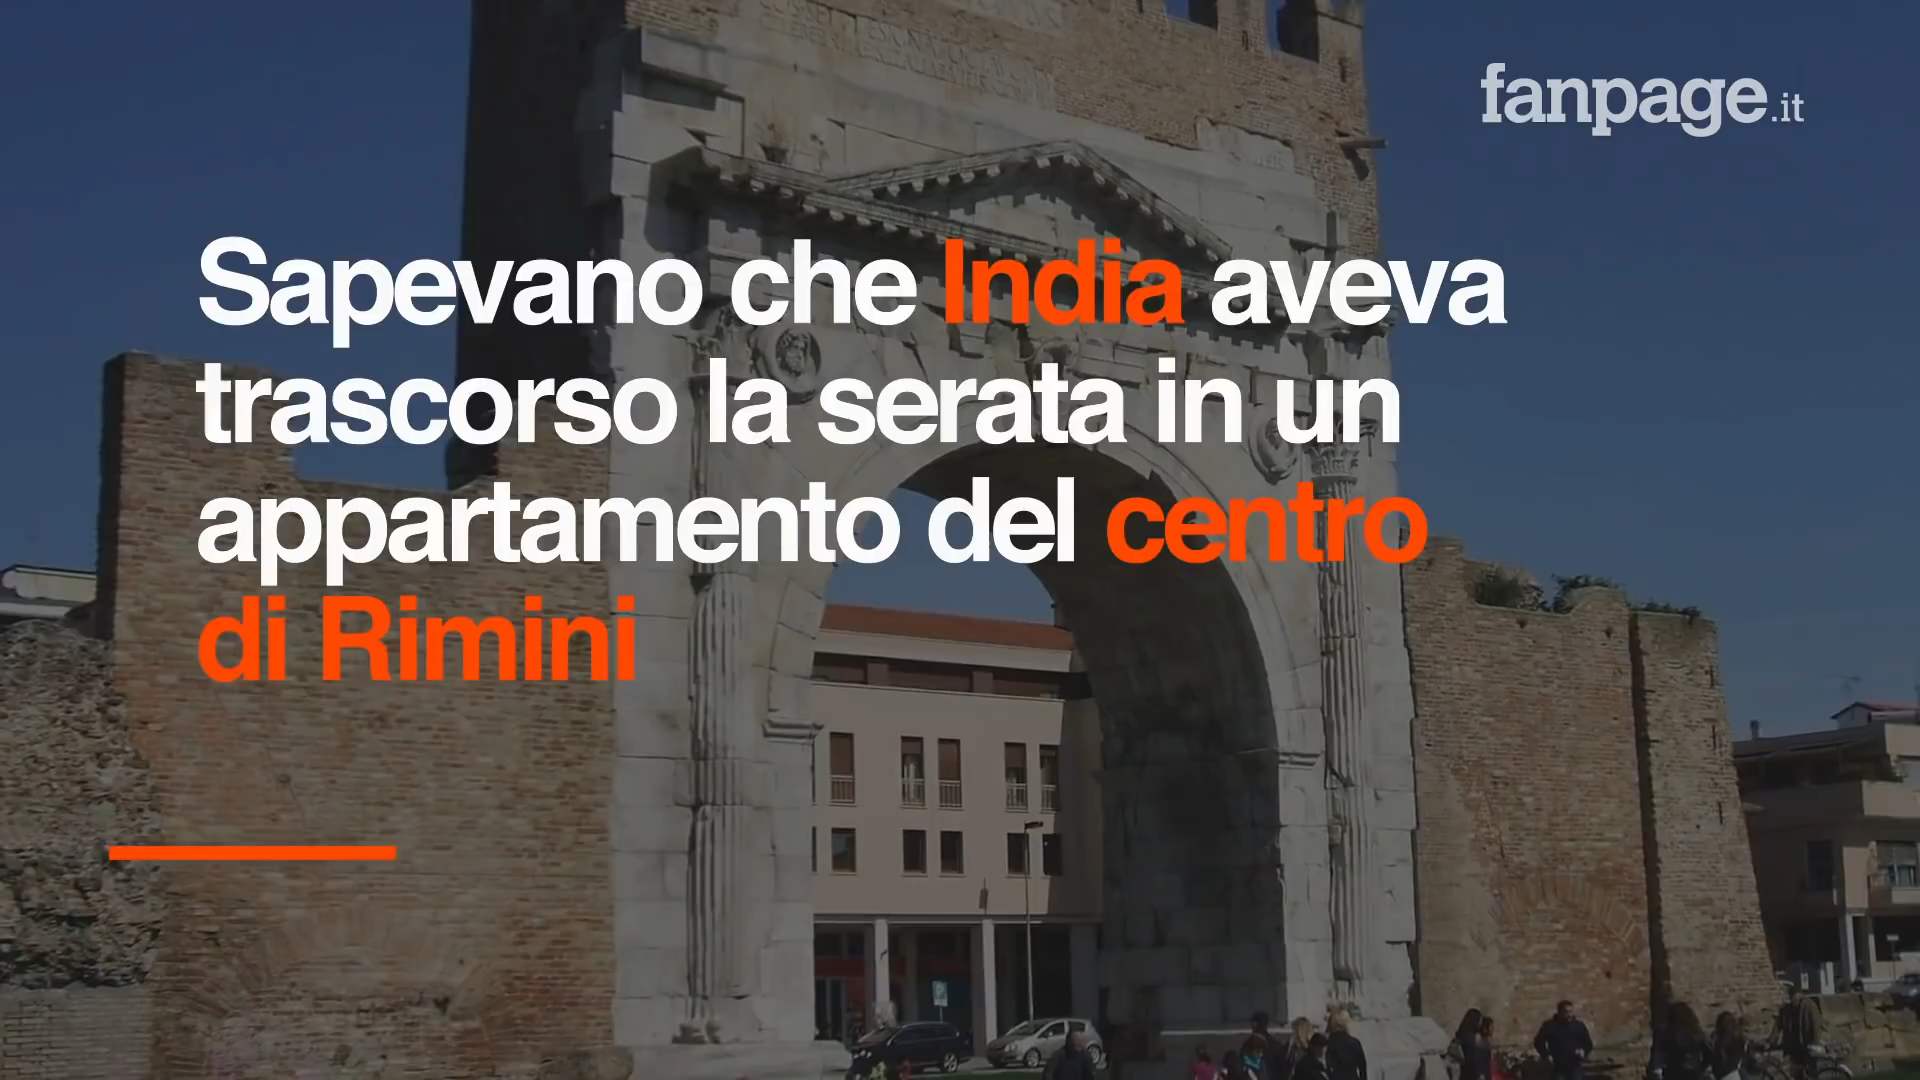 fanpage.it
Sapevano che India aveva
trascorso la serata in un
appartamento del centro
di Rimini